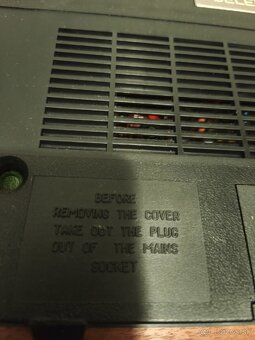 BEFORE
REMOVING THE COVER
TAKE OUT THE PLUG
OUT OF THE MAINS
SOCKET